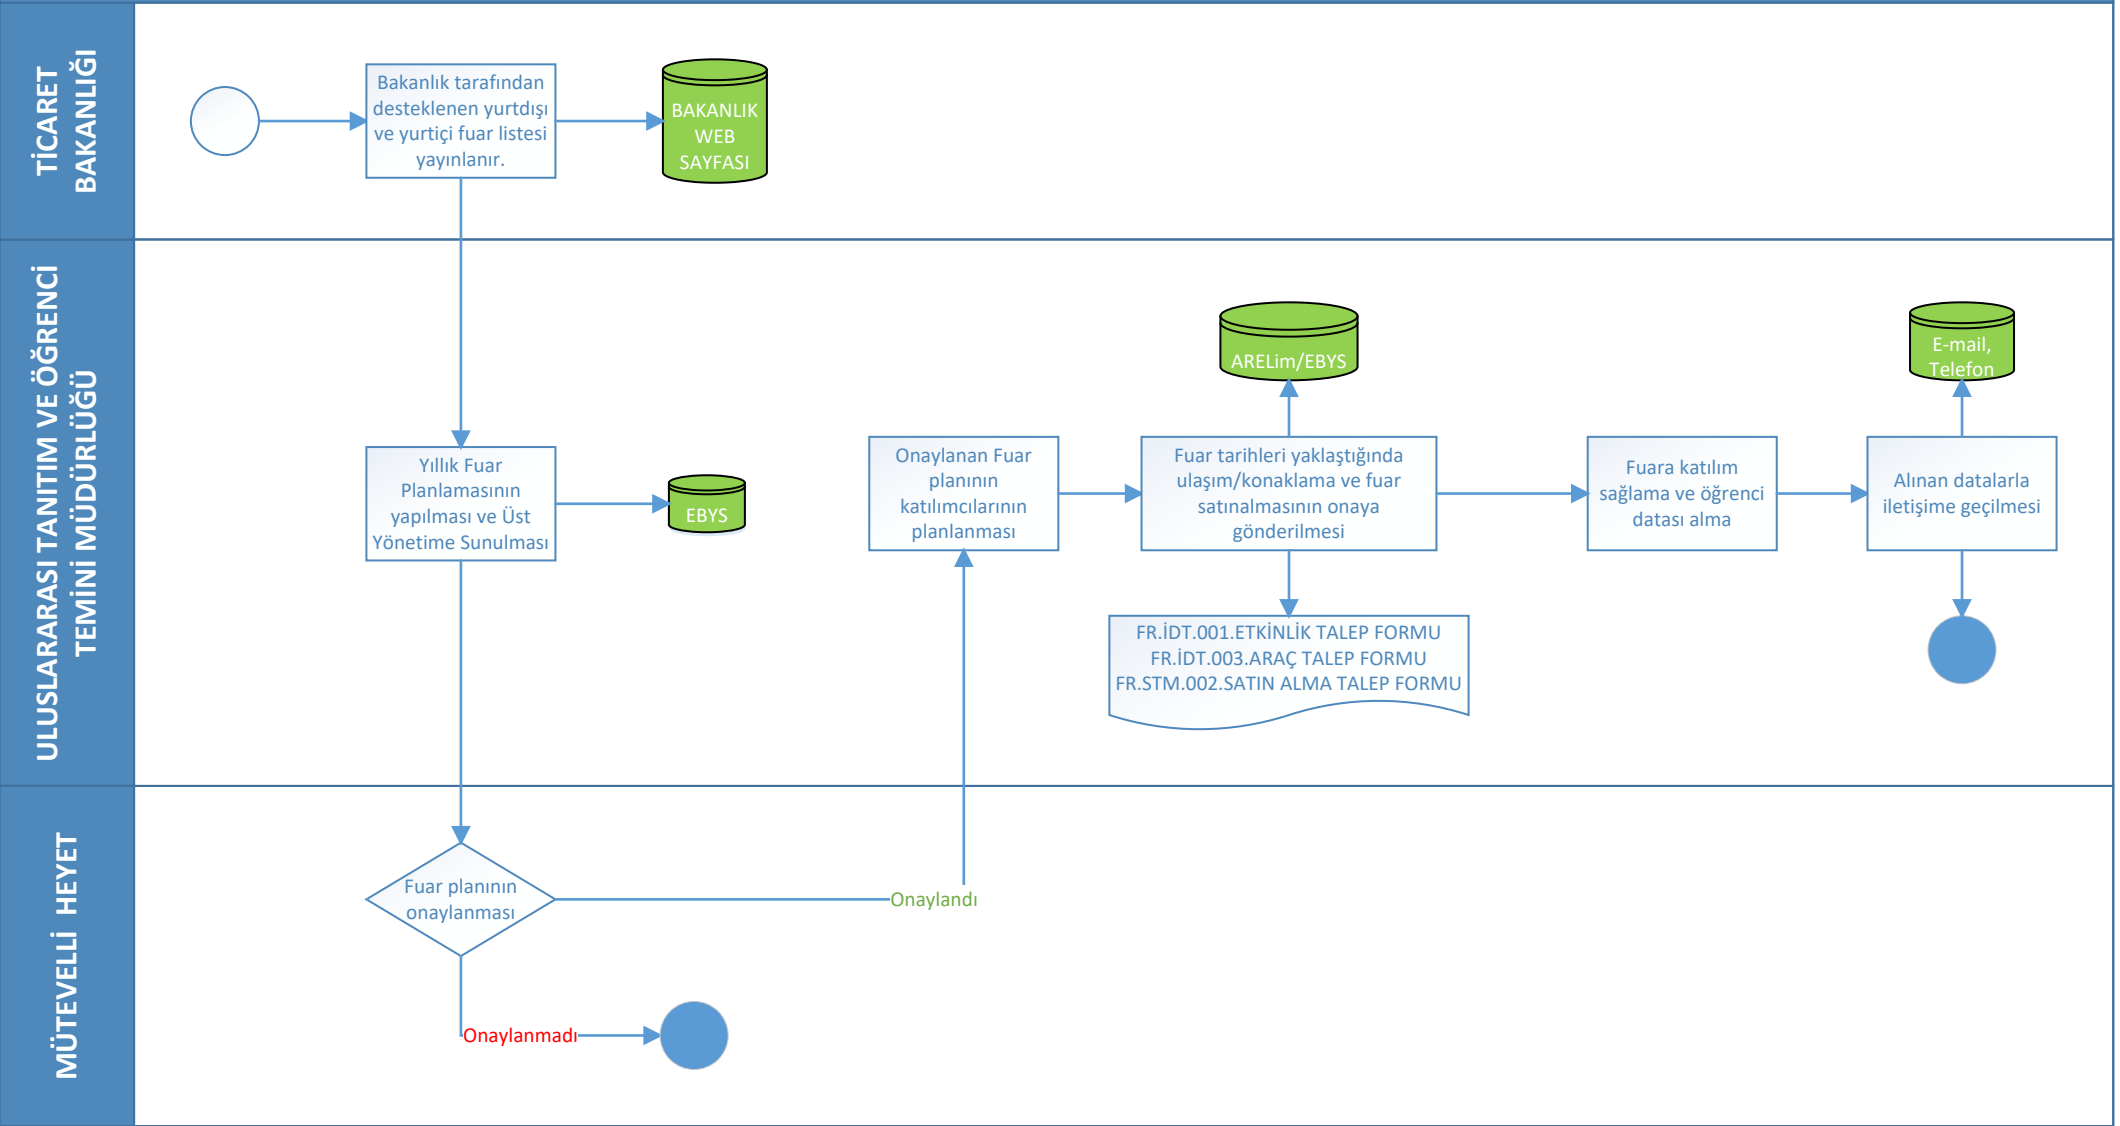 TİCARET
BAKANLIĞI
Bakanlık tarafından
desteklenen yurtdışı
ve yurtiçi fuar listesi
yayınlanır.
BAKANLIK
WEB
SAYFASI
ULUSLARARASI TANITIM VE ÖĞRENCİ
TEMİNİ MÜDÜRLÜĞÜ
Yıllık Fuar
Planlamasının
yapılması ve Üst
Yönetime Sunulması
EBYS
Onaylanan Fuar
planının
katılımcılarının
planlanması
ARELim/EBYS
Fuar tarihleri yaklaştığında
ulaşım/konaklama ve fuar
satınalmasının onaya
gönderilmesi
FR.İDT.001.ETKİNLİK TALEP FORMU
FR.İDT.003.ARAÇ TALEP FORMU
FR.STM.002.SATIN ALMA TALEP FORMU
Fuara katılım
sağlama ve öğrenci
datası alma
E-mail,
Telefon
Alınan datalarla
iletişime geçilmesi
MÜTEVELLİ HEYET
Fuar planının
onaylanması
Onaylandı
Onaylanmadı